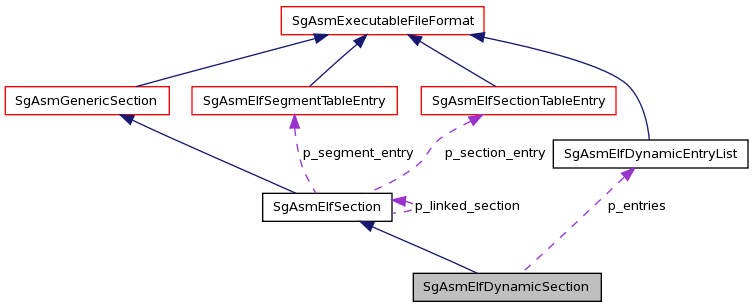 SgAsmExecutableFileFormat
SgAsmGenericSection
SgAsmElfSegmentTableEntry
SgAsmElfSectionTableEntry
p_segment_entry
p_section_entry
SgAsmElfDynamicEntryList
SgAsmElfSection
p_linked_section
p_entries
SgAsmElfDynamicSection